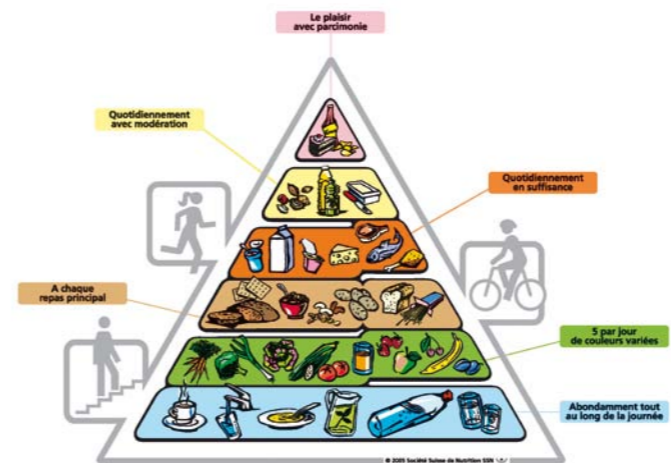 Le plaisir
avec parcimonie
Quotidiennement
avec modération
Quotidiennement
en suffisance
A chaque
repas principal
5 par jour
de couleurs variées
Abondamment tout
au long de la journée
© 2005 Société Suisse de Nutrition SSN